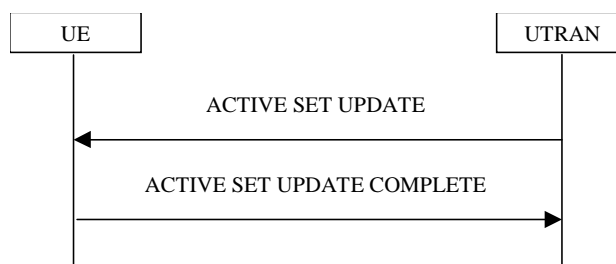 UE
UTRAN
ACTIVE SET UPDATE
ACTIVE SET UPDATE COMPLETE